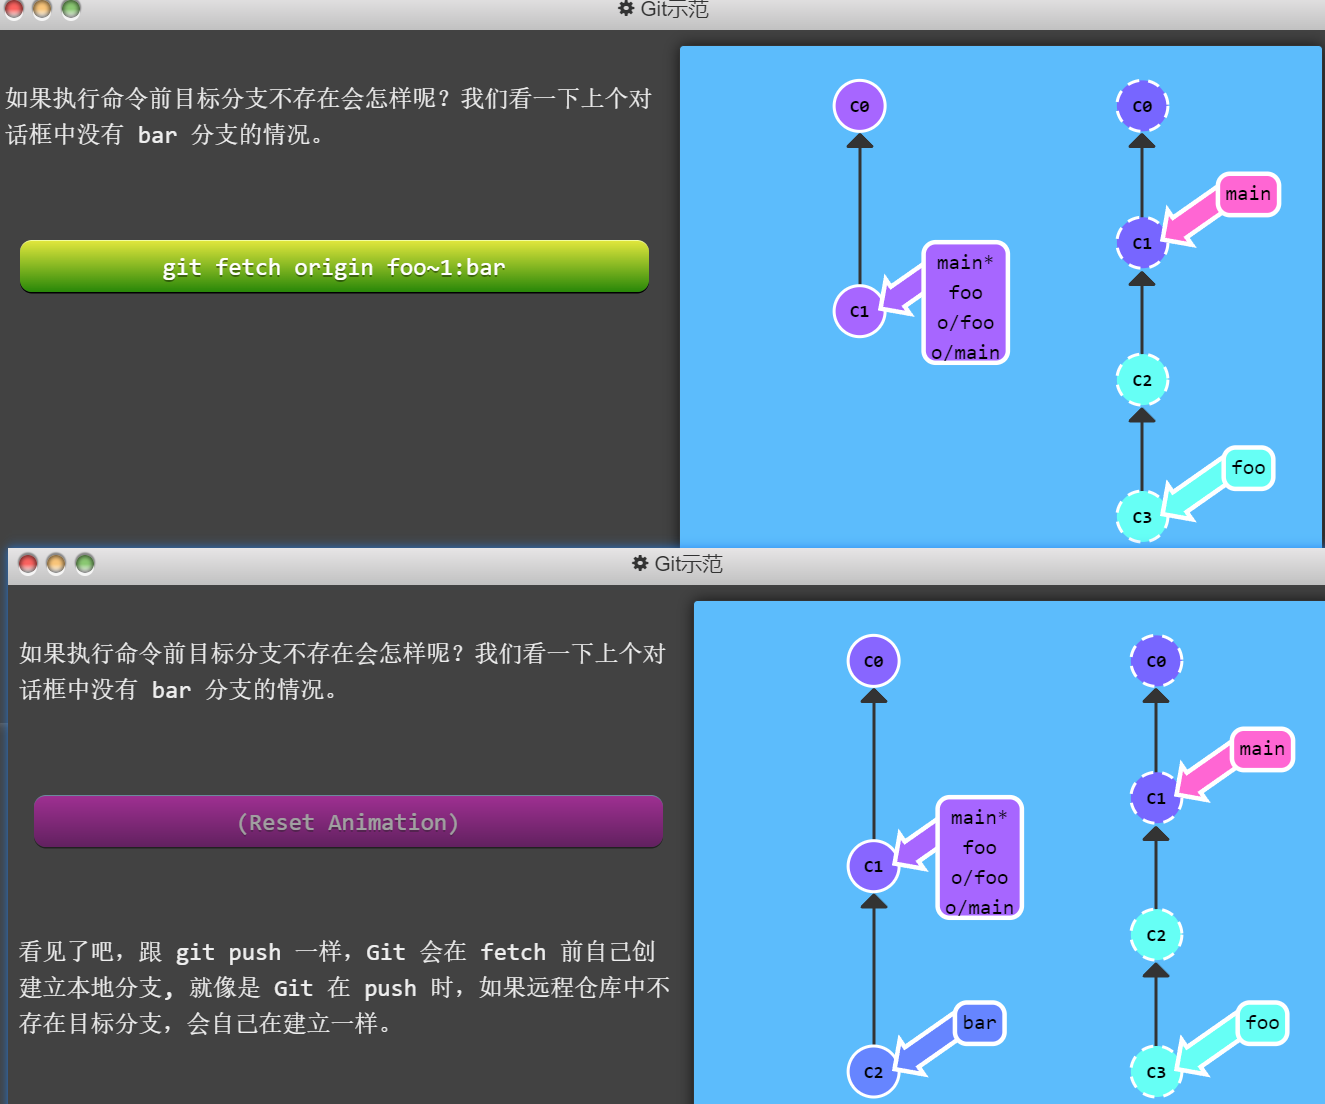 Git示范
如果执行命令前目标分支不存在会怎样呢？我们看一下上个对
话框中没有 bar 分支的情况。
git fetch origin foo~1:bar
C0
C1
main*
foo
o/foo
o/main
C0
main
C1
C2
foo
C3
Git示范
如果执行命令前目标分支不存在会怎样呢？我们看一下上个对
话框中没有 bar 分支的情况。
(Reset Animation)
看见了吧，跟 git push 一样，Git 会在 fetch 前自己创
建立本地分支, 就像是 Git 在 push 时，如果远程仓库中不
存在目标分支，会自己在建立一样。
C0
C1
main*
foo
o/foo
o/main
bar
C2
C0
main
C1
C2
foo
C3